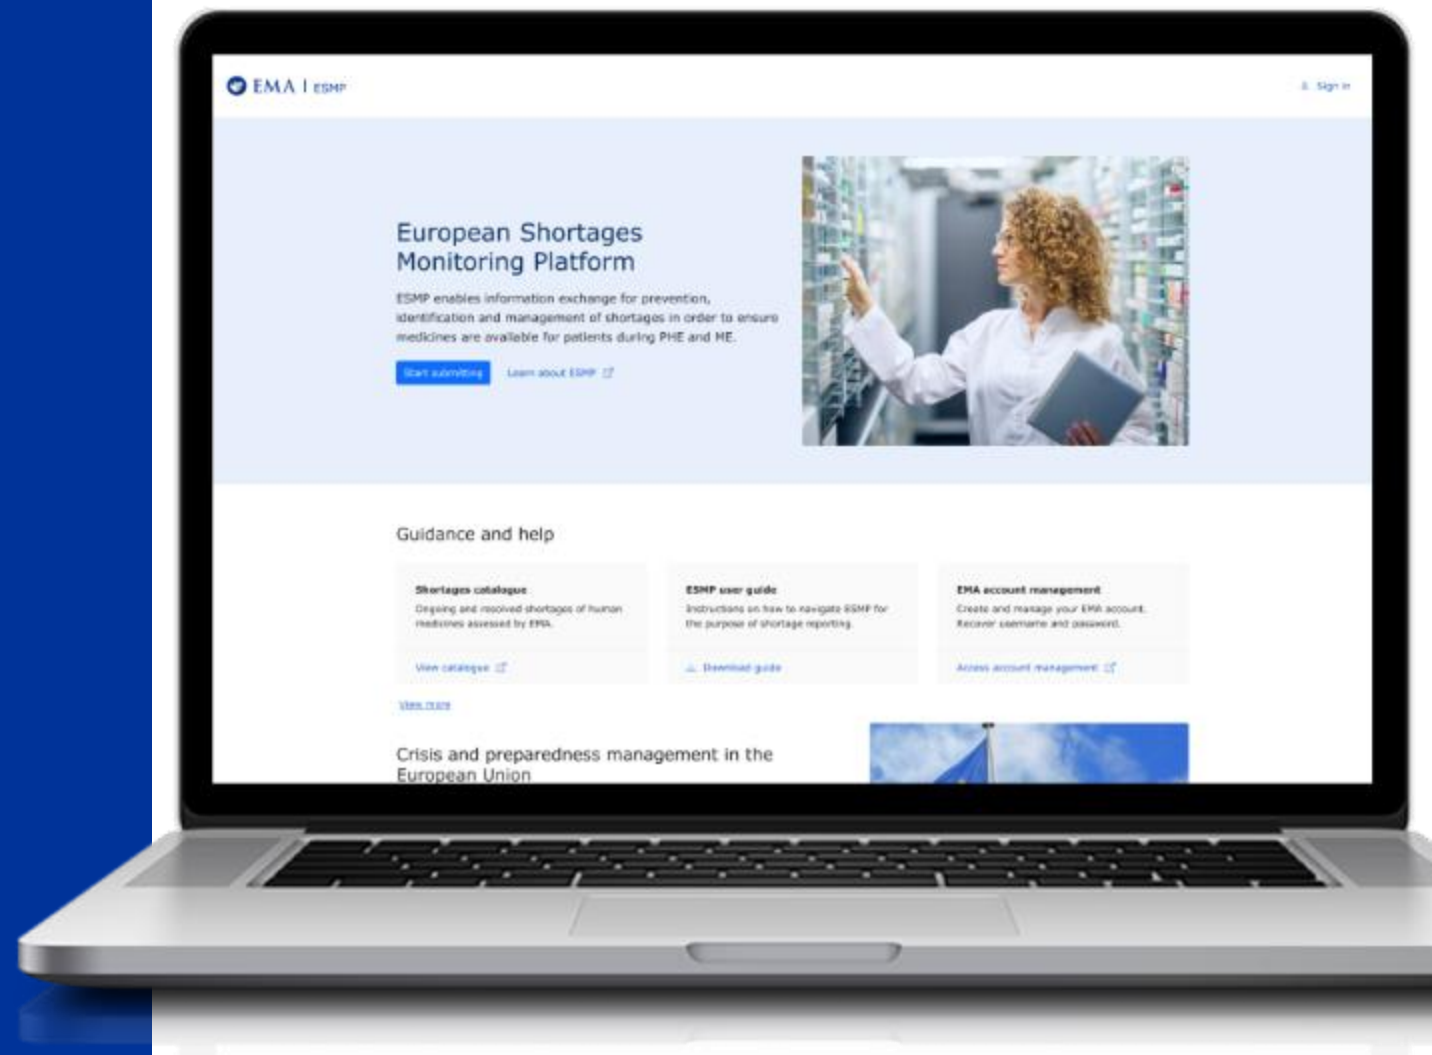 EMA | ESMP
Sign in
European Shortages
Monitoring Platform
ESMP enables information exchange for prevention,
identification and management of shortages in order to ensure
medicines are available for patients during PHE and ME.
Start submitting
Learn about ESMP
Guidance and help
Shortages catalogue
Ongoing and resolved shortages of human
medicines assessed by EMA.
View catalogue
ESMP user guide
Instructions on how to navigate ESMP for
the purpose of shortage reporting.
Download guide
EMA account management
Create and manage your EMA account.
Recover username and password.
Access account management
View more
Crisis and preparedness management in the
European Union